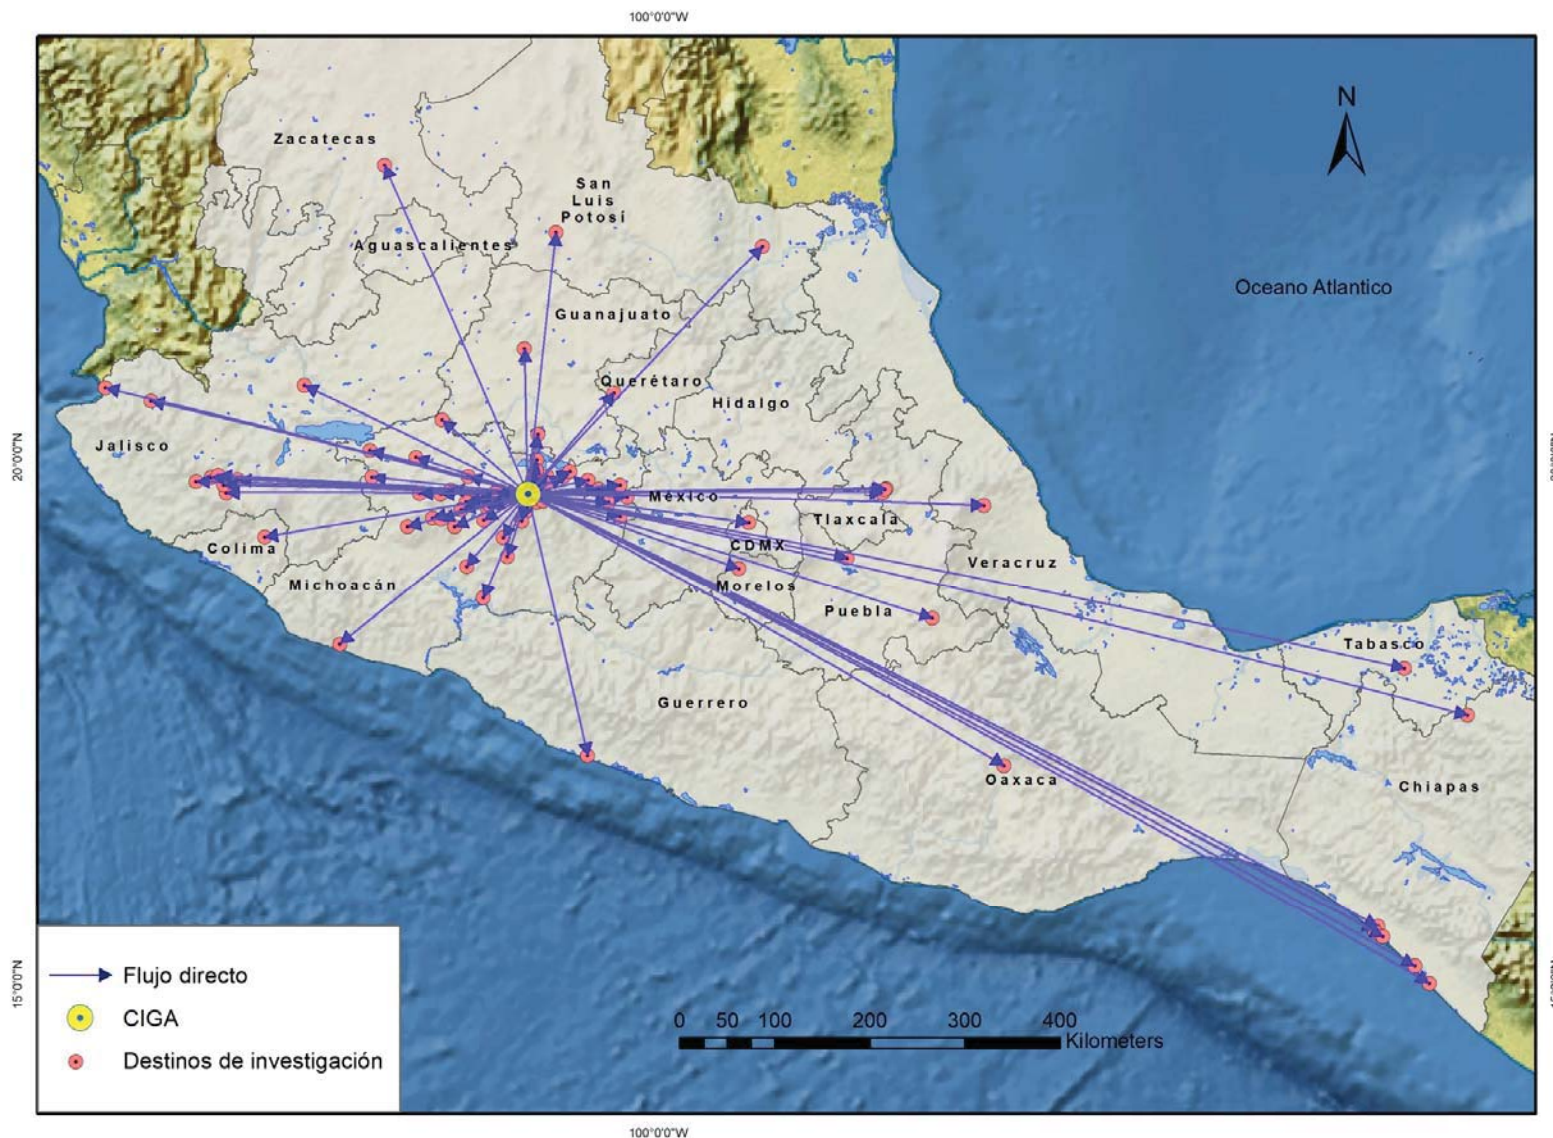 100°0'0"W
N
Zacatecas
San
Luis
Potosí
Aguascalientes
Oceano Atlantico
Guanajuato
Querétaro
Hidalgo
Jalisco
20°0'0"N
México
Tlaxcala
Colima
CDMX
Veracruz
Michoacán
Morelos
Puebla
Tabasco
Guerrero
Oaxaca
Chiapas
15°0'0"N
Flujo directo
CIGA
Destinos de investigación
0 50 100 200 300 400
Kilometers
100°0'0"W